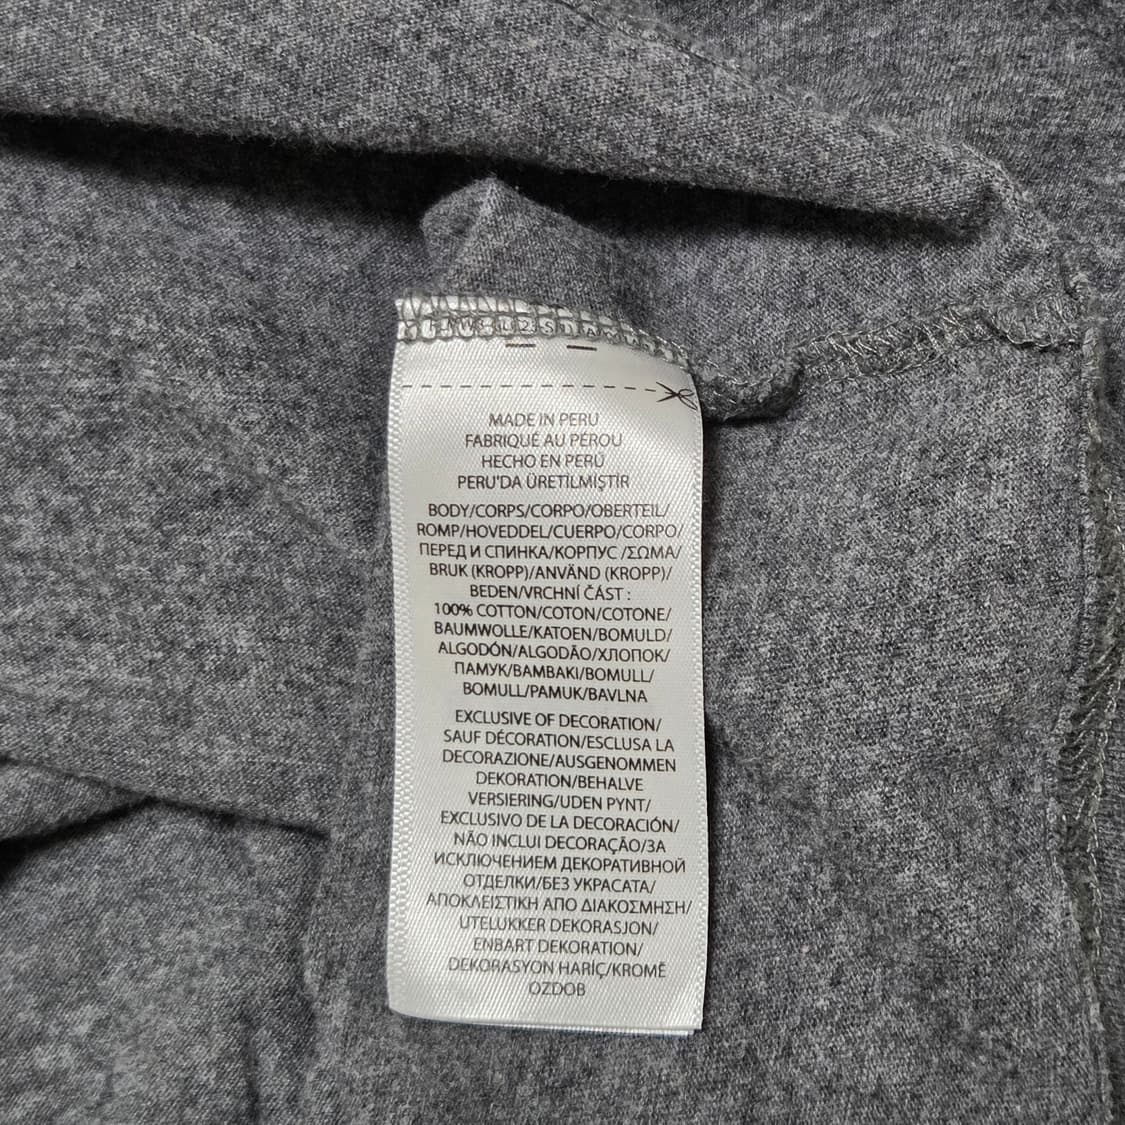 MADE IN PERU
FABRIQUÉ AU PÉROU
HECHO EN PERÚ
PERU'DA ÜRETİLMİŞTİR
BODY/CORPS/CORPO/OBERTEIL/
ROMP/HOVEDDEL/CUERPO/CORPO/
ПЕРЕД И СПИНКА/КОРПУС /ΣΩΜΑ/
BRUK (KROPP)/ANVÄND (KROPP)/
BEDEN/VRCHNÍ ČÁST :
100% COTTON/COTON/COTONE/
BAUMWOLLE/KATOEN/BOMULD/
ALGODÓN/ALGODÃO/ХЛОПОК/
ПАМУК/ΒΑΜΒΑΚΙ/BOMULL/
BOMULL/PAMUK/BAVLNA
EXCLUSIVE OF DECORATION/
SAUF DÉCORATION/ESCLUSA LA
DECORAZIONE/AUSGENOMMEN
DEKORATION/BEHALVE
VERSIERING/UDEN PYNT/
EXCLUSIVO DE LA DECORACIÓN/
NÃO INCLUI DECORAÇÃO/ЗА
ИСКЛЮЧЕНИЕМ ДЕКОРАТИВНОЙ
ОТДЕЛКИ/БЕЗ УКРАСАТА/
ΑΠΟΚΛΕΙΣΤΙΚΗ ΑΠΟ ΔΙΑΚΟΣΜΗΣΗ/
UTELUKKER DEKORASJON/
ENBART DEKORATION/
DEKORASYON HARİÇ/KROMĚ
OZDOB